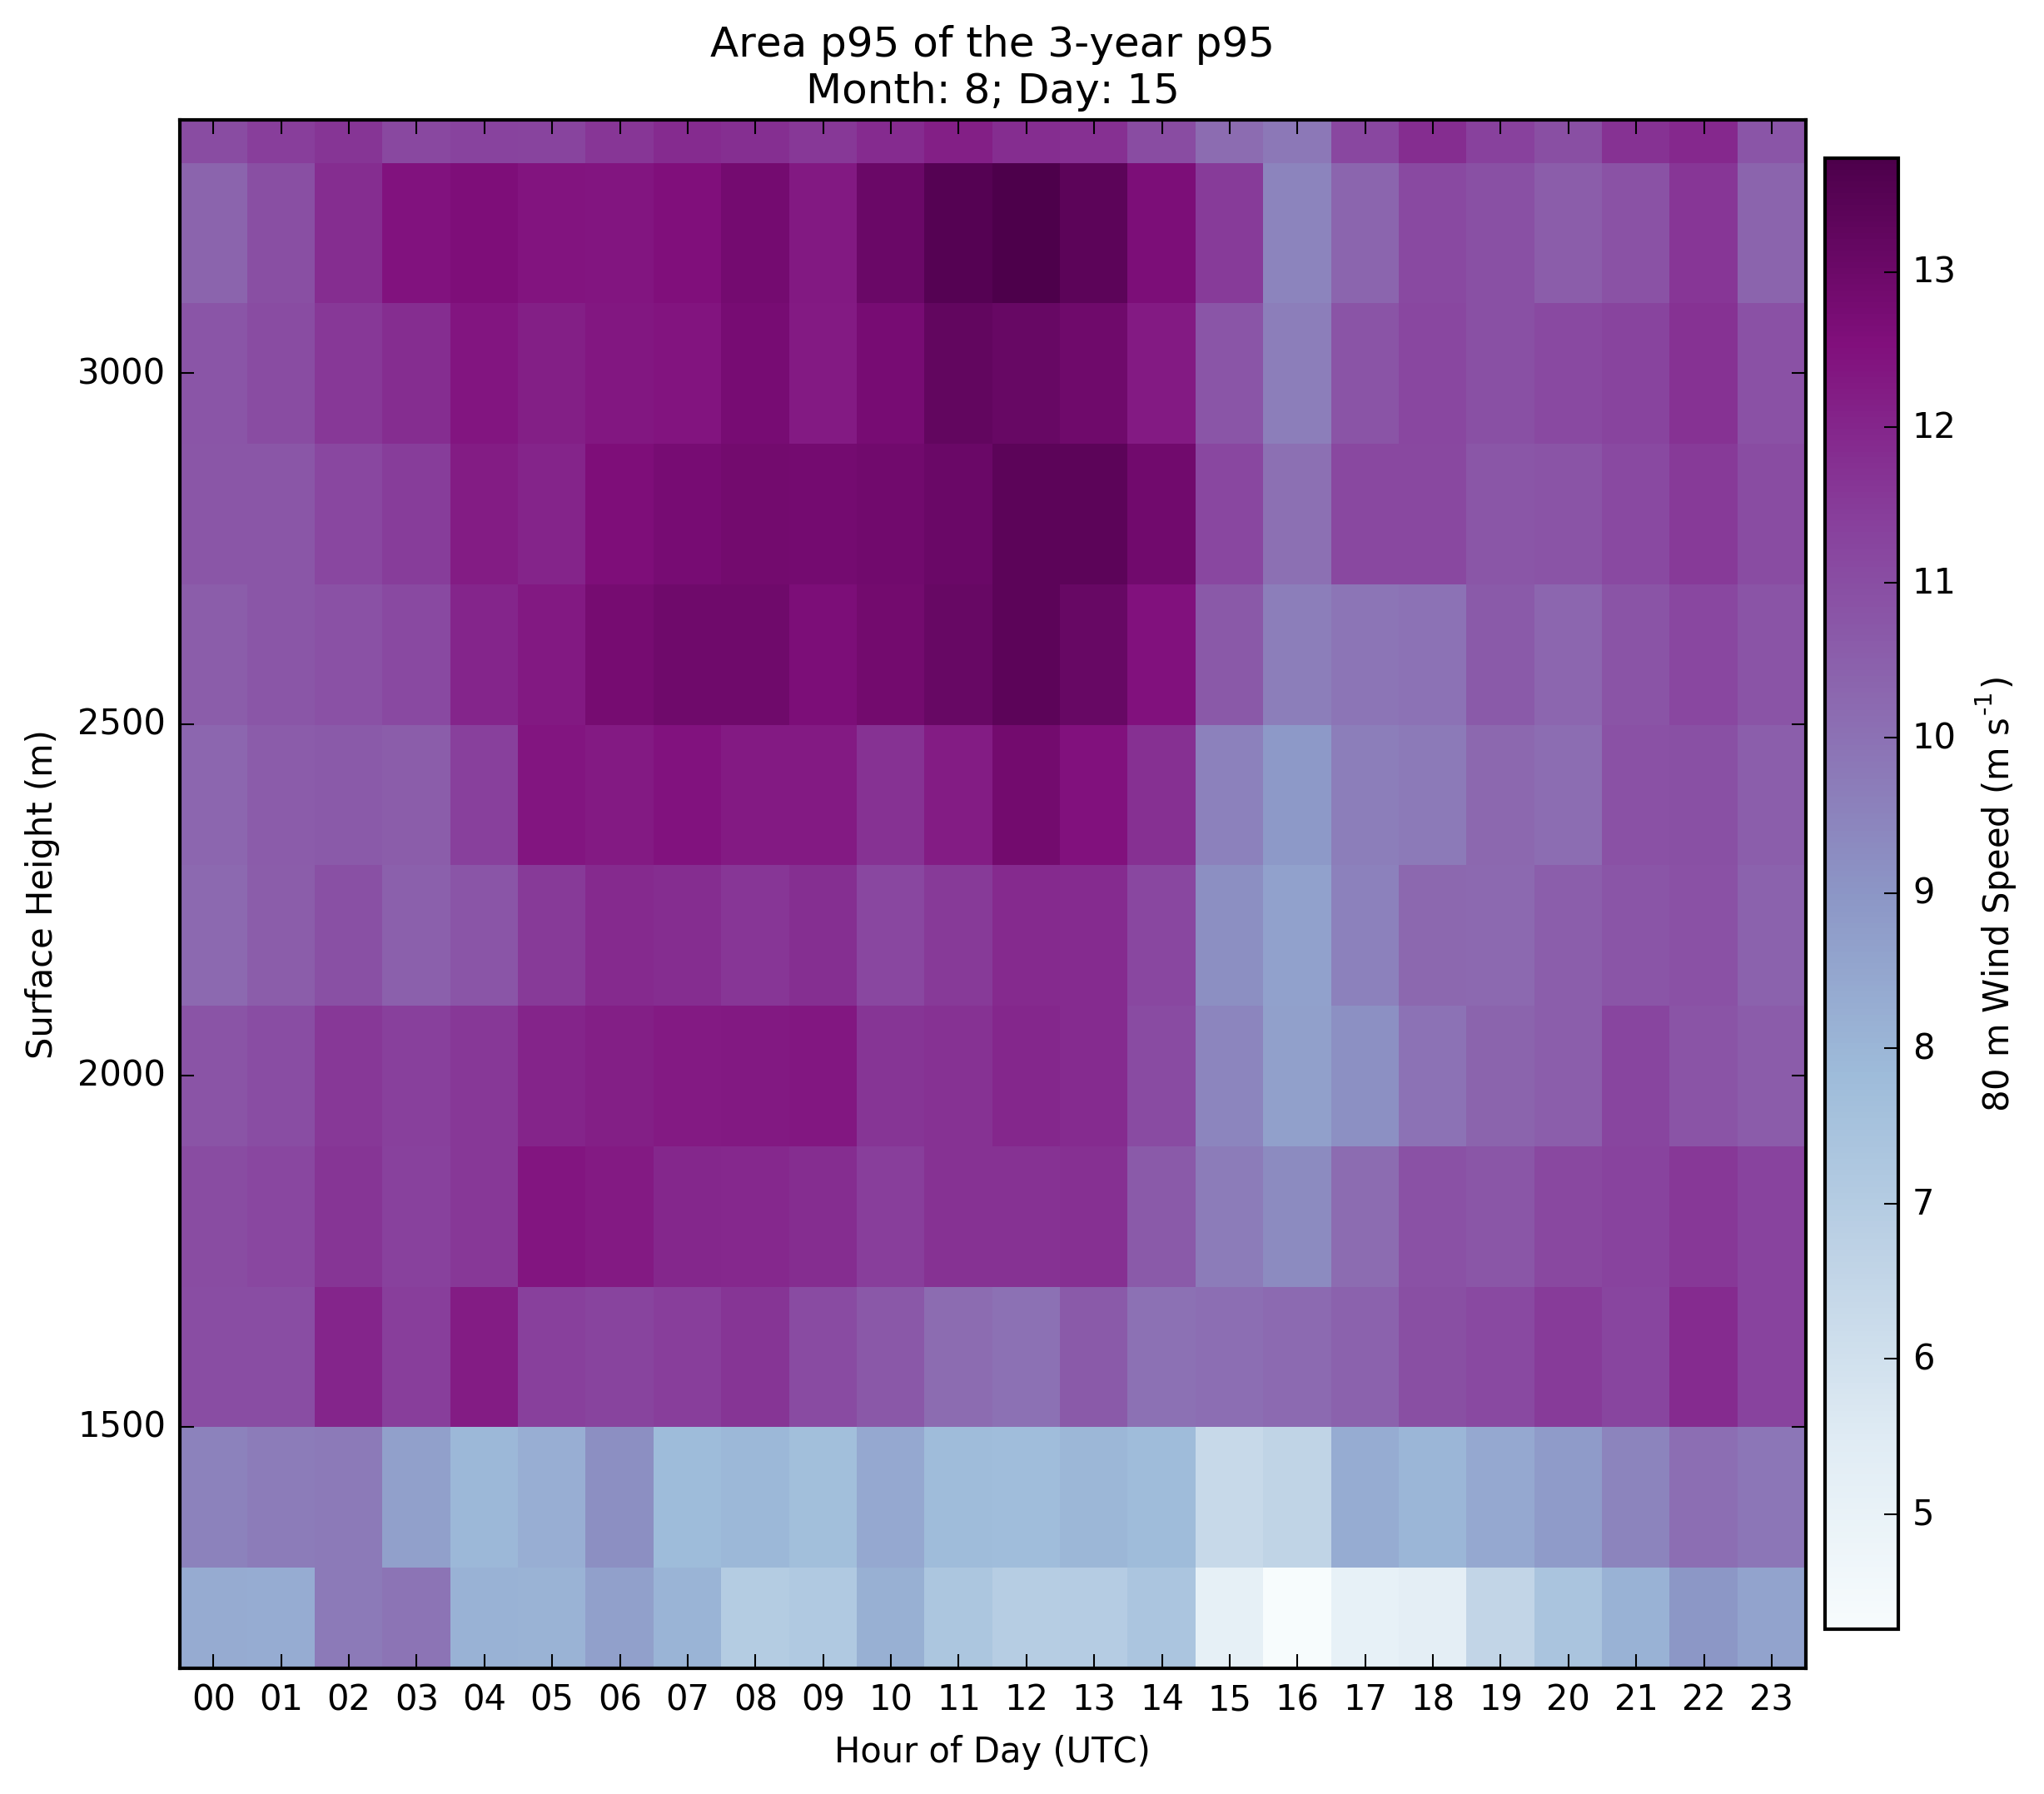 Area p95 of the 3-year p95
Month: 8; Day: 15
3000
2500
2000
1500
Surface Height (m)
00 01 02 03 04 05 06 07 08 09 10 11 12 13 14 15 16 17 18 19 20 21 22 23
Hour of Day (UTC)
13
12
11
10
9
8
7
6
5
80 m Wind Speed (m s⁻¹)